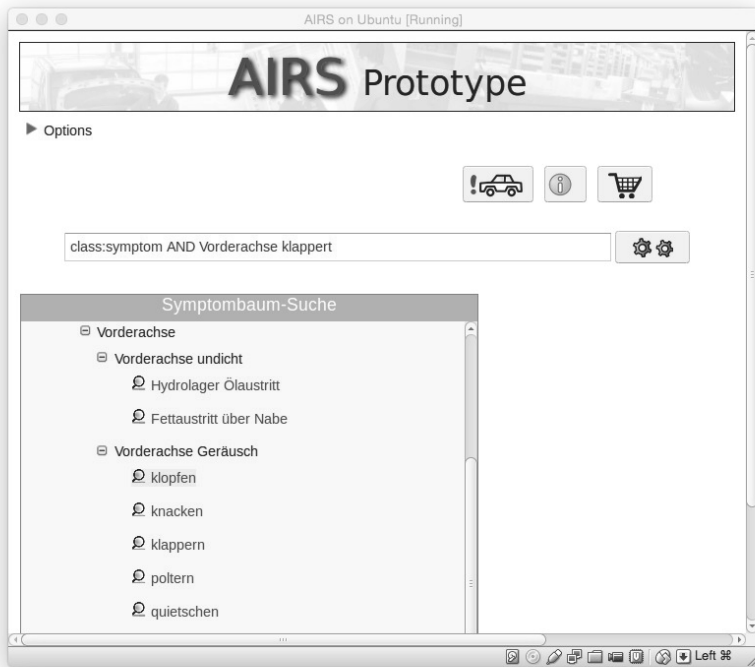 AIRS on Ubuntu [Running]
AIRS Prototype
Options
class:symptom AND Vorderachse klappert
Symptombaum-Suche
Vorderachse
Vorderachse undicht
Hydrolager Ölaustritt
Fettaustritt über Nabe
Vorderachse Geräusch
klopfen
knacken
klappern
poltern
quietschen
Left ⌘